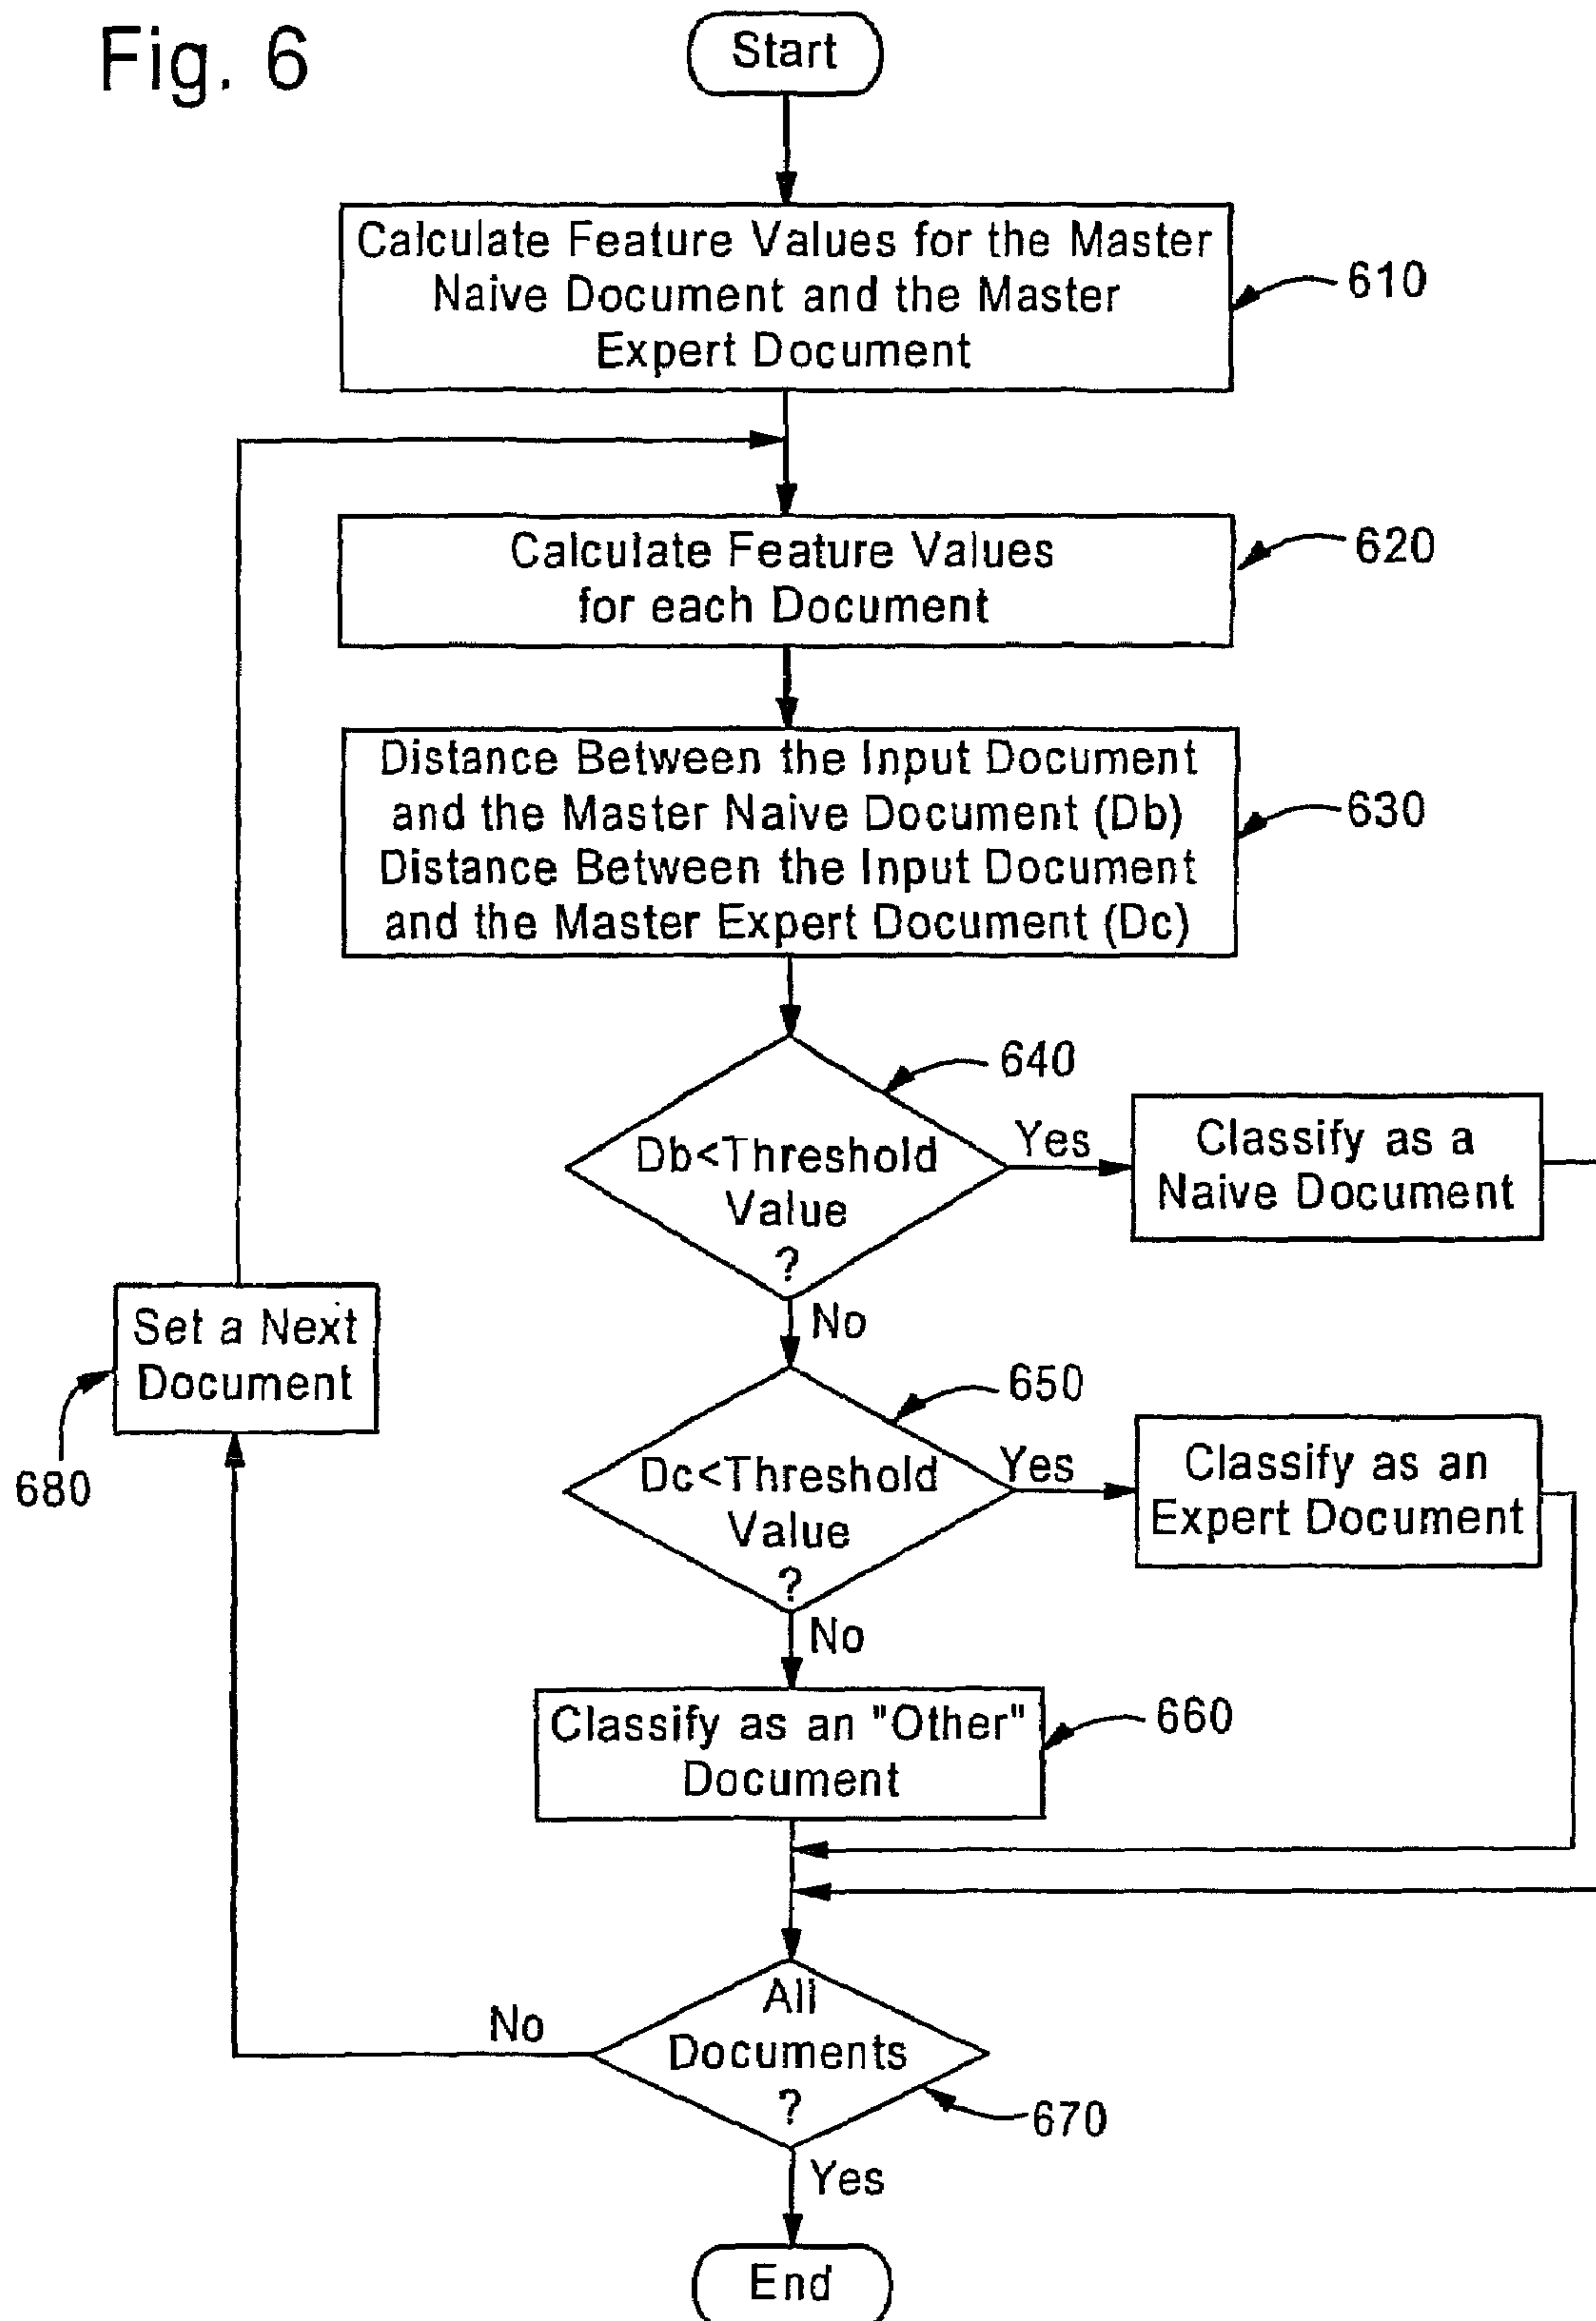 Fig. 6
Start
Calculate Feature Values for the Master
Naive Document and the Master
Expert Document
610
Calculate Feature Values
for each Document
620
Distance Between the Input Document
and the Master Naive Document (Db)
Distance Between the Input Document
and the Master Expert Document (Dc)
630
640
Db<Threshold
Value
?
Yes
Classify as a
Naive Document
No
Set a Next
Document
680
650
Dc<Threshold
Value
?
Yes
Classify as an
Expert Document
No
Classify as an "Other"
Document
660
All
Documents
?
No
670
Yes
End